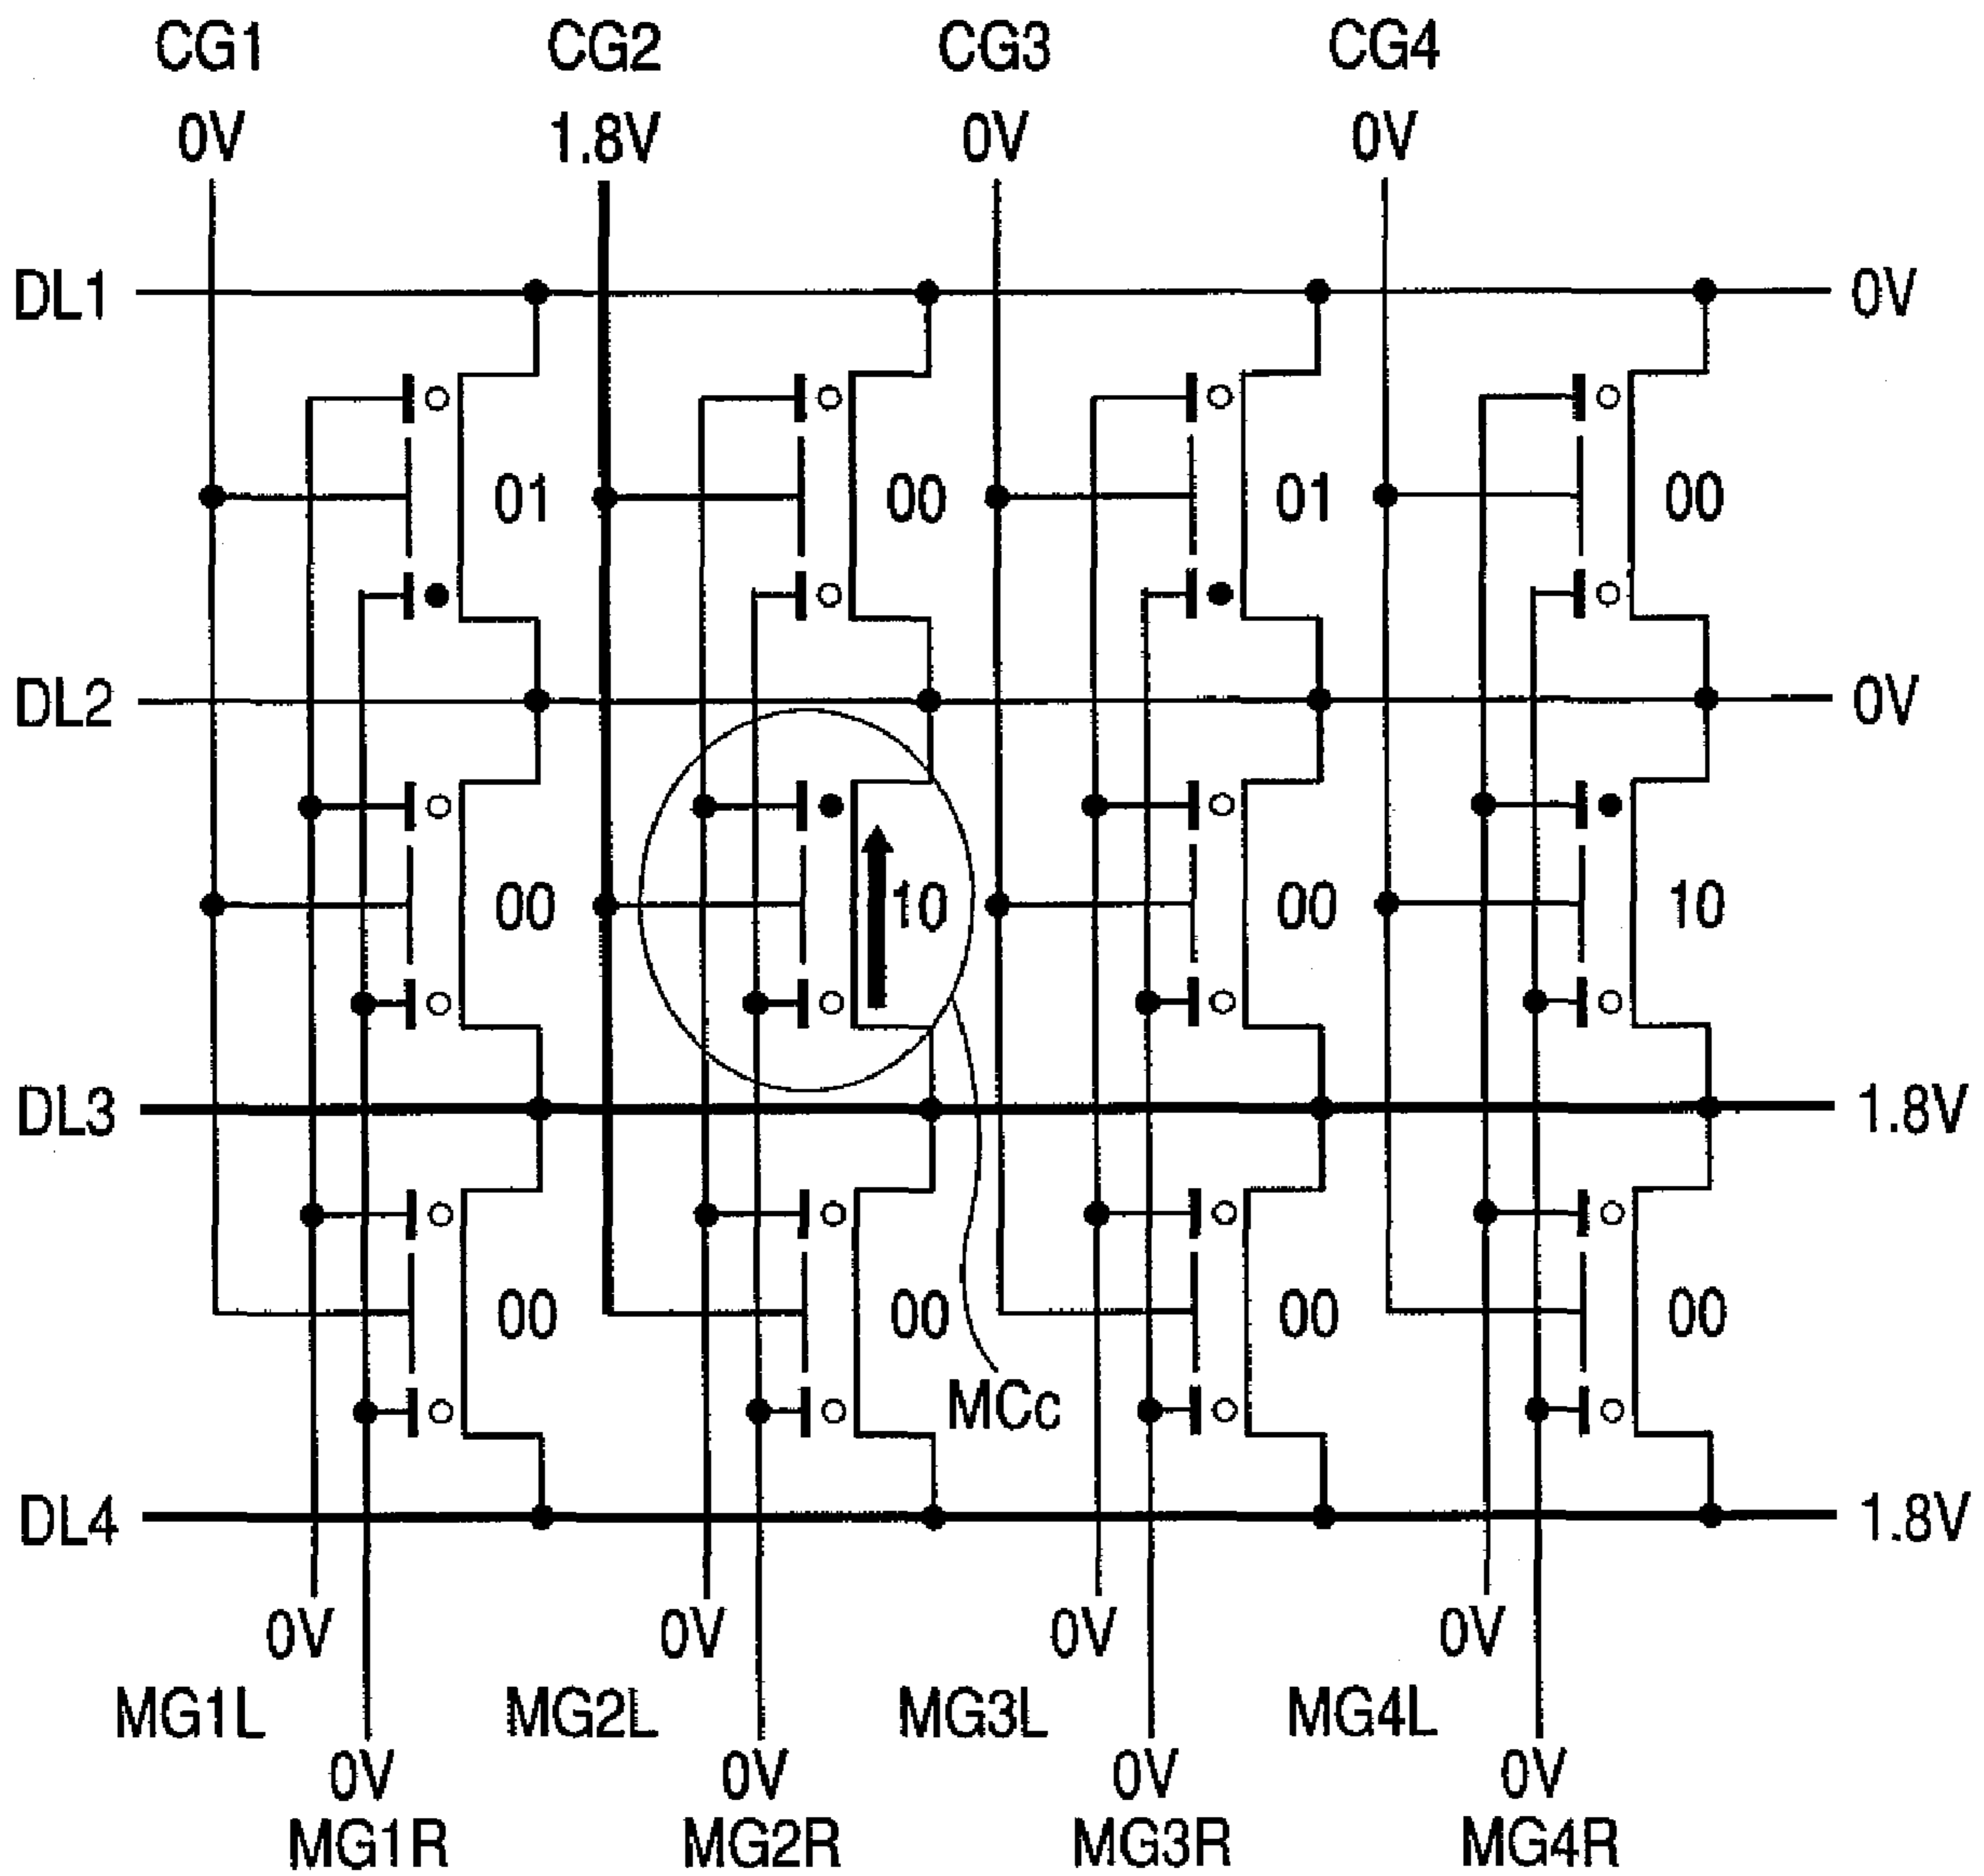 CG1 CG2 CG3 CG4
0V 1.8V 0V 0V
DL1 0V
01 00 01 00
DL2 0V
00 10 00 10
DL3 1.8V
00 00 00 00
MCc
DL4 1.8V
0V 0V 0V 0V
MG1L MG2L MG3L MG4L
0V 0V 0V 0V
MG1R MG2R MG3R MG4R